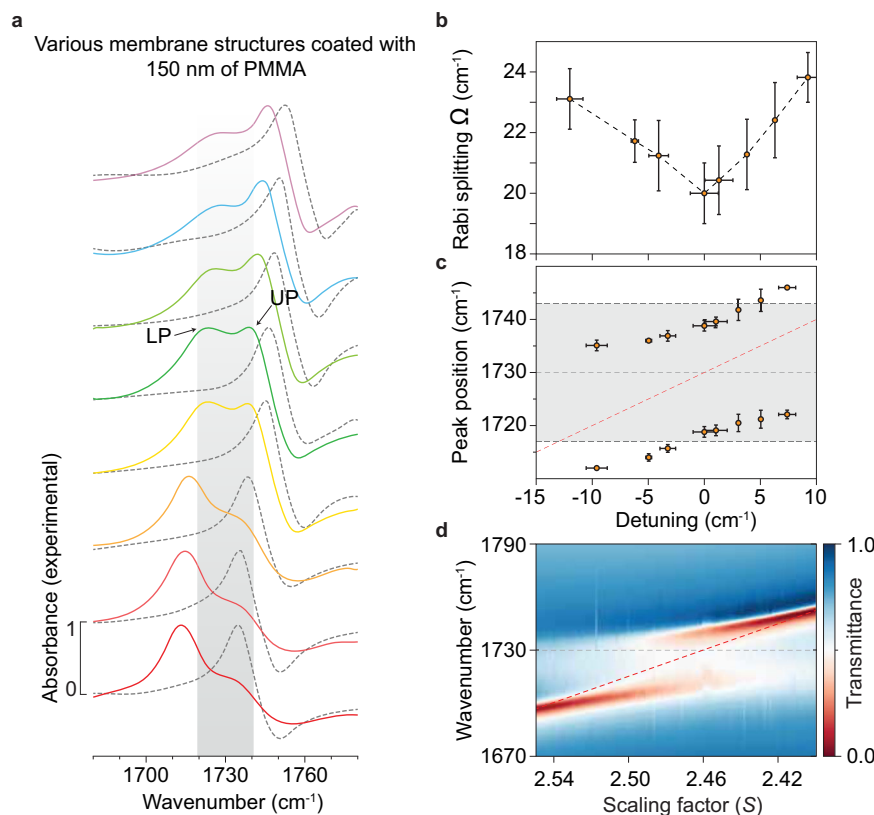 a
Various membrane structures coated with
150 nm of PMMA
LP
UP
Absorbance (experimental)
1
0
1700
1730
1760
Wavenumber (cm⁻¹)
b
Rabi splitting Ω (cm⁻¹)
24
22
20
18
c
Peak position (cm⁻¹)
1740
1730
1720
-15
-10
-5
0
5
10
Detuning (cm⁻¹)
d
Wavenumber (cm⁻¹)
1790
1730
1670
2.54
2.50
2.46
2.42
Scaling factor (S)
1.0
0.0
Transmittance